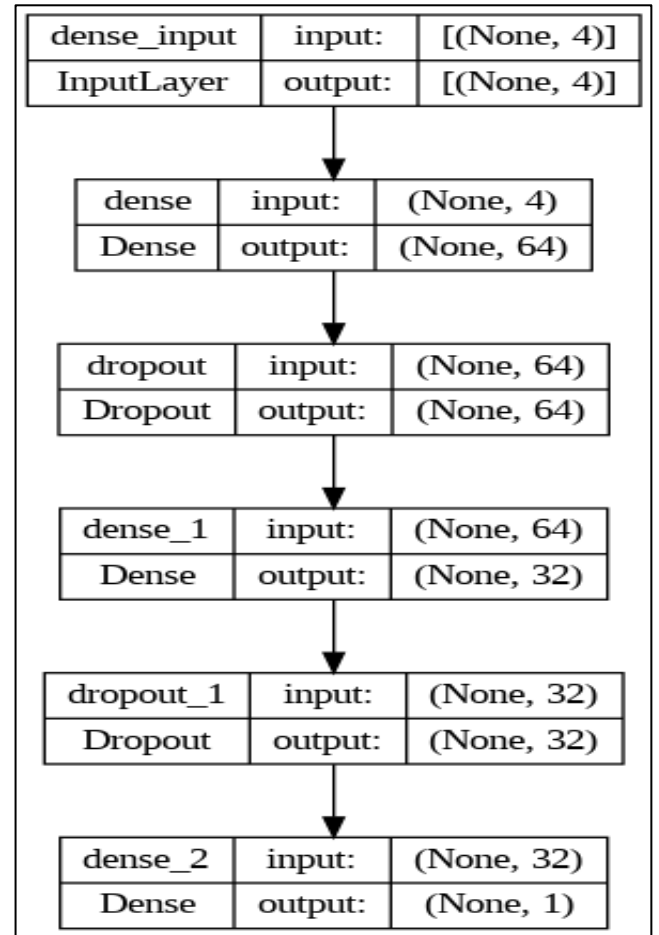 dense_input input: [(None, 4)]
InputLayer output: [(None, 4)]
dense input: (None, 4)
Dense output: (None, 64)
dropout input: (None, 64)
Dropout output: (None, 64)
dense_1 input: (None, 64)
Dense output: (None, 32)
dropout_1 input: (None, 32)
Dropout output: (None, 32)
dense_2 input: (None, 32)
Dense output: (None, 1)